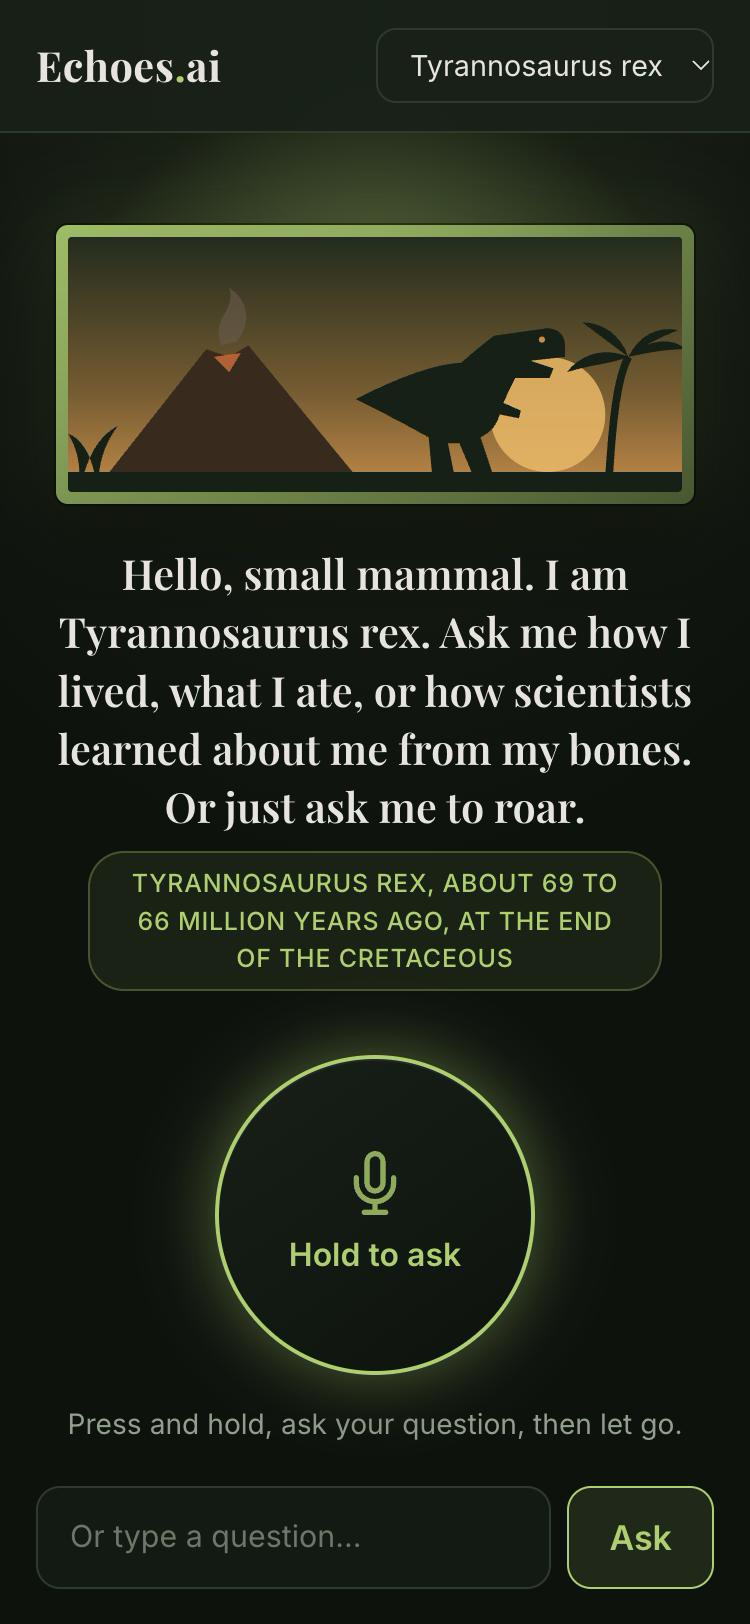 Echoes.ai
Tyrannosaurus rex
Hello, small mammal. I am
Tyrannosaurus rex. Ask me how I
lived, what I ate, or how scientists
learned about me from my bones.
Or just ask me to roar.
TYRANNOSAURUS REX, ABOUT 69 TO
66 MILLION YEARS AGO, AT THE END
OF THE CRETACEOUS
Hold to ask
Press and hold, ask your question, then let go.
Or type a question...
Ask